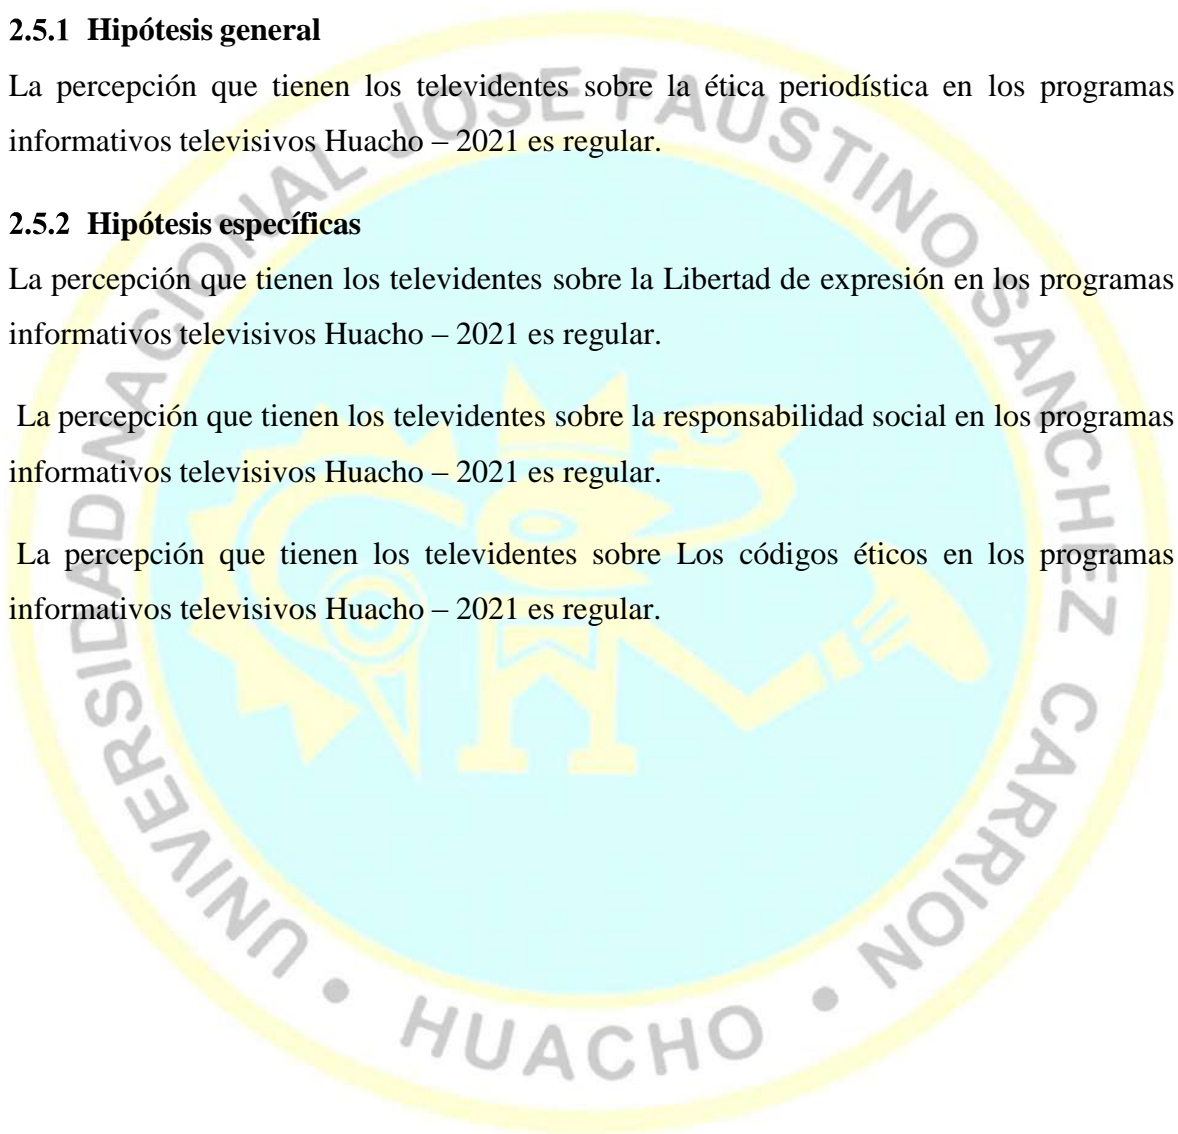 2.5.1 Hipótesis general
La percepción que tienen los televidentes sobre la ética periodística en los programas
informativos televisivos Huacho – 2021 es regular.
2.5.2 Hipótesis específicas
La percepción que tienen los televidentes sobre la Libertad de expresión en los programas
informativos televisivos Huacho – 2021 es regular.
La percepción que tienen los televidentes sobre la responsabilidad social en los programas
informativos televisivos Huacho – 2021 es regular.
La percepción que tienen los televidentes sobre Los códigos éticos en los programas
informativos televisivos Huacho – 2021 es regular.
UNIVERSIDAD NACIONAL JOSE FAUSTINO SANCHEZ CARRION • HUACHO •